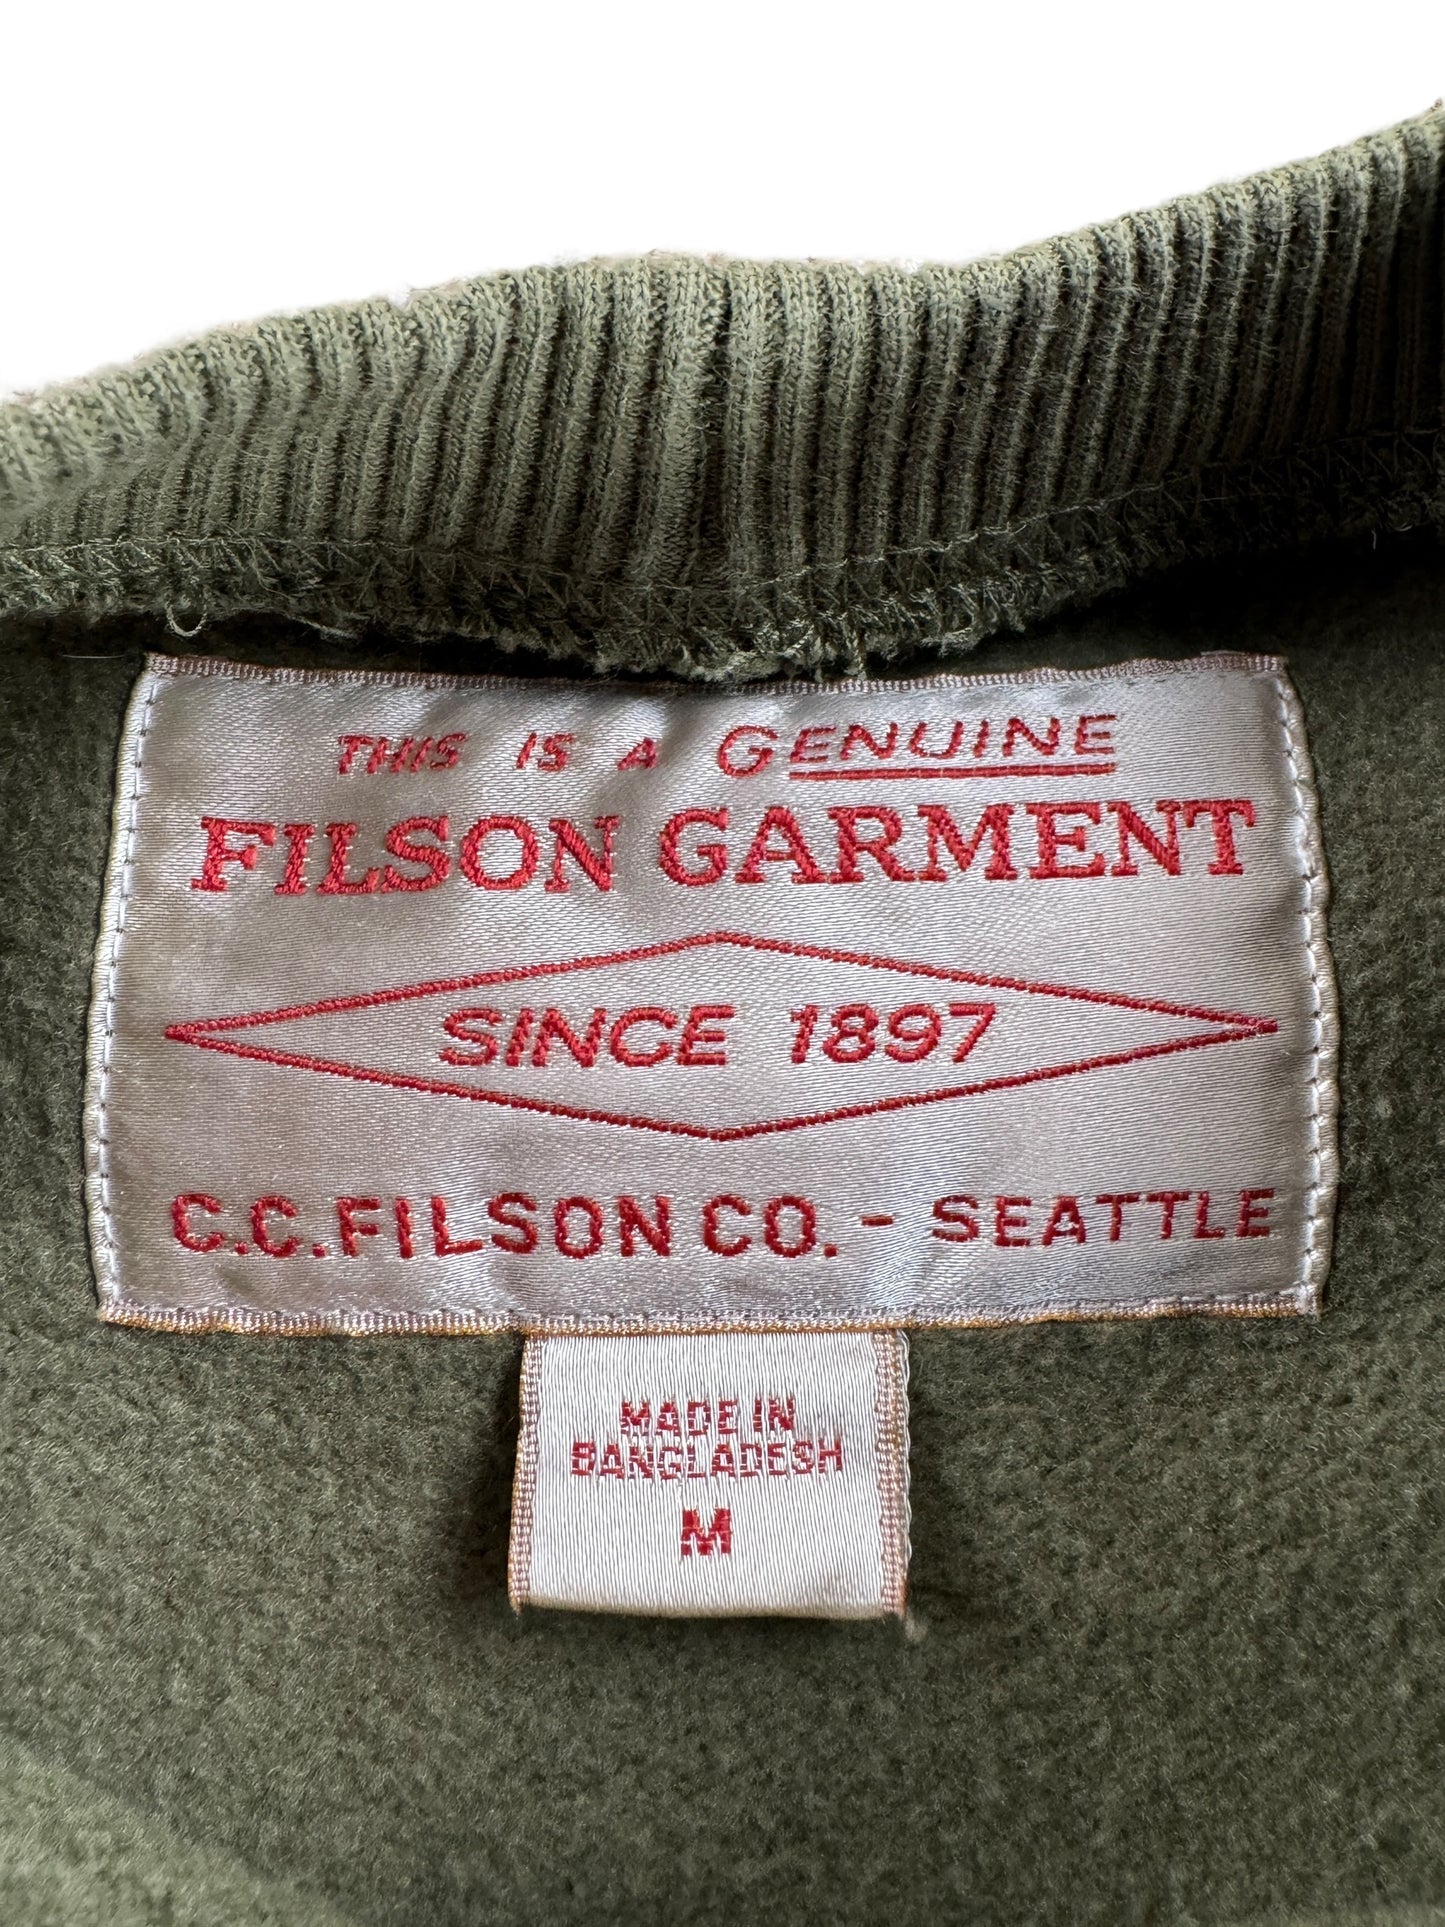 THIS IS A GENUINE
FILSON GARMENT
SINCE 1897
C.C. FILSON CO. - SEATTLE
MADE IN
BANGLADESH
M